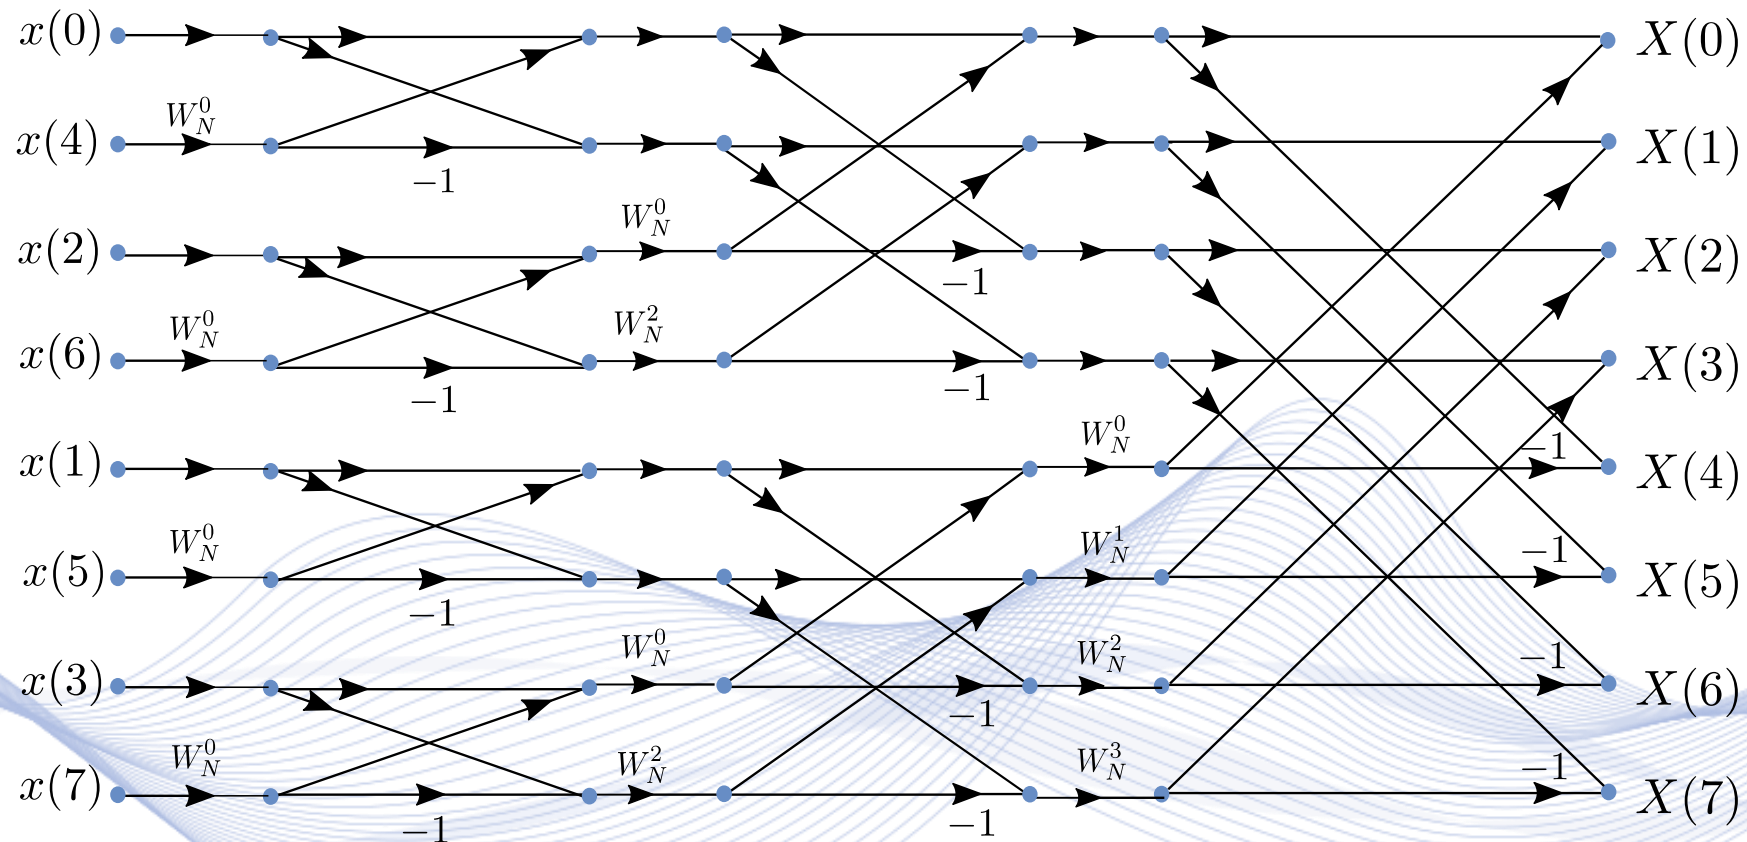 x(0) X(0)
W_N^0
x(4) X(1)
−1
W_N^0
x(2) X(2)
−1
W_N^0 W_N^2
x(6) X(3)
−1 −1
W_N^0 −1
x(1) X(4)
W_N^0 W_N^1 −1
x(5) X(5)
−1
W_N^0 W_N^2 −1
x(3) X(6)
−1
W_N^0 W_N^2 W_N^3 −1
x(7) X(7)
−1 −1